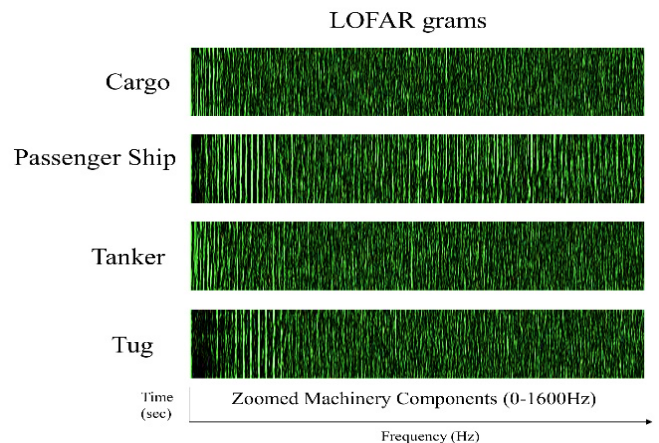 LOFAR grams
Cargo
Passenger Ship
Tanker
Tug
Time
(sec)
Zoomed Machinery Components (0-1600Hz)
Frequency (Hz)